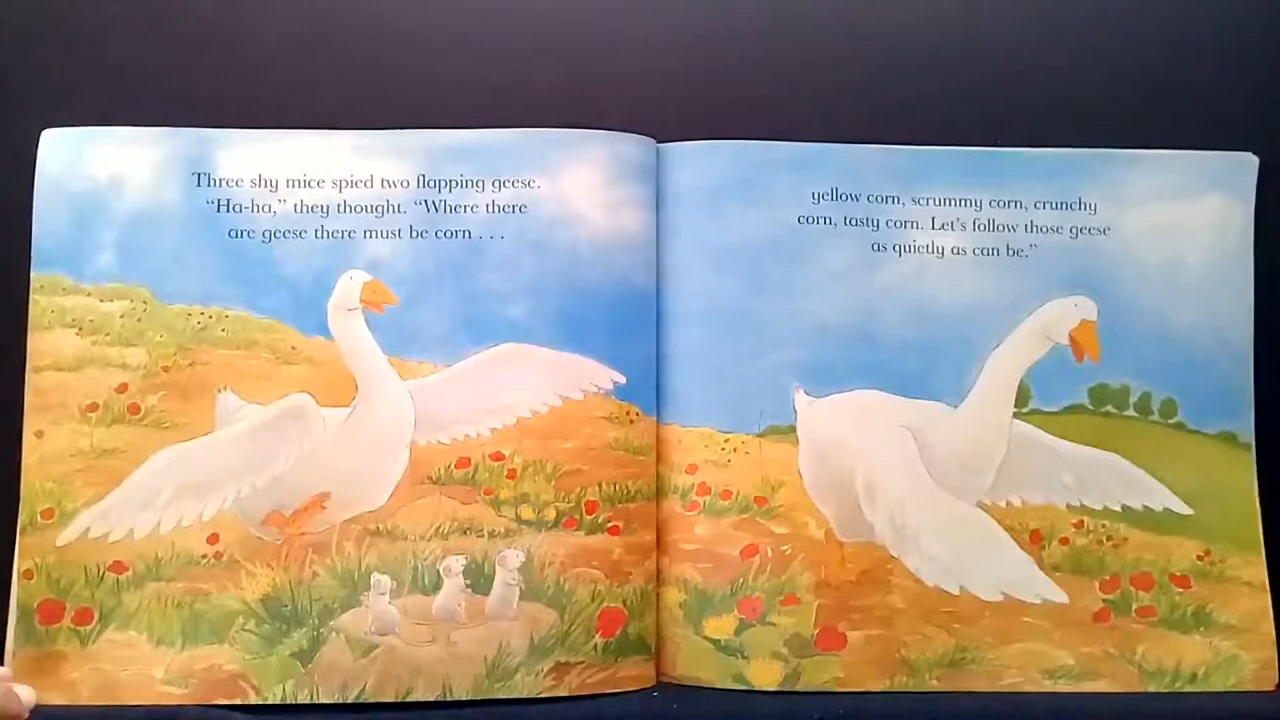 Three shy mice spied two flapping geese.
“Ha-ha,” they thought. “Where there
are geese there must be corn . . .
yellow corn, scrummy corn, crunchy
corn, tasty corn. Let’s follow those geese
as quietly as can be.”